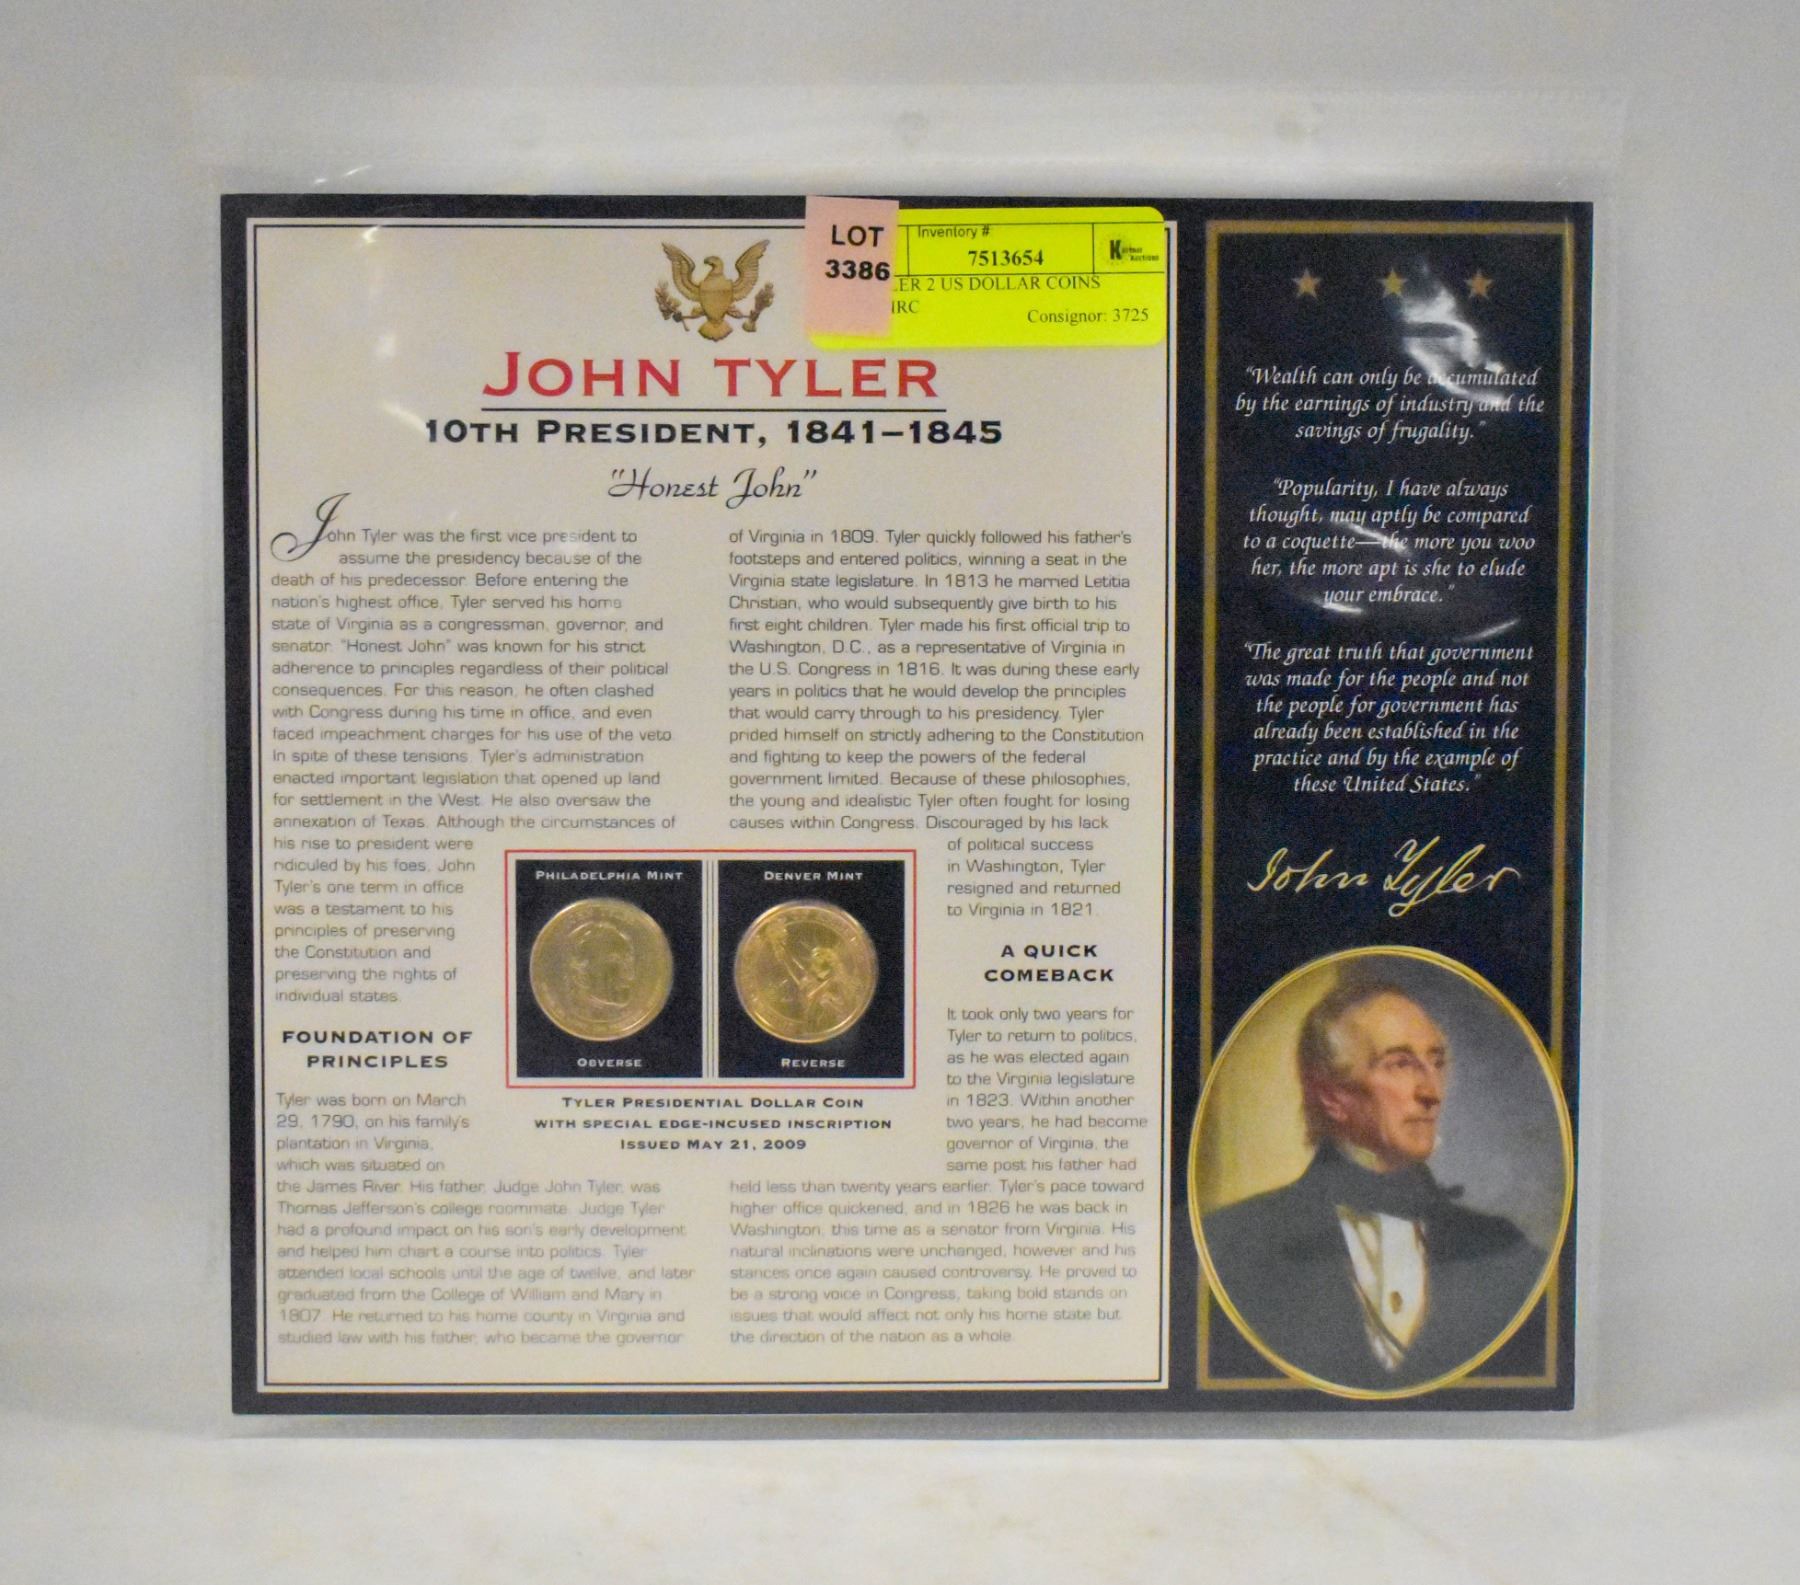 LOT
3386
Inventory #
7513654
LER 2 US DOLLAR COINS
IRC
Consignor: 3725
JOHN TYLER
10TH PRESIDENT, 1841–1845
"Honest John"
John Tyler was the first vice president to
assume the presidency because of the
death of his predecessor. Before entering the
nation's highest office, Tyler served his home
state of Virginia as a congressman, governor, and
senator. "Honest John" was known for his strict
adherence to principles regardless of their political
consequences. For this reason, he often clashed
with Congress during his time in office, and even
faced impeachment charges for his use of the veto.
In spite of these tensions, Tyler's administration
enacted important legislation that opened up land
for settlement in the West. He also oversaw the
annexation of Texas. Although the circumstances of
his rise to president were
ridiculed by his foes, John
Tyler's one term in office
was a testament to his
principles of preserving
the Constitution and
preserving the rights of
individual states.
FOUNDATION OF
PRINCIPLES
Tyler was born on March
29, 1790, on his family's
plantation in Virginia,
which was situated on
the James River. His father, Judge John Tyler, was
Thomas Jefferson's college roommate. Judge Tyler
had a profound impact on his son's early development
and helped him chart a course into politics. Tyler
attended local schools until the age of twelve, and later
graduated from the College of William and Mary in
1807. He returned to his home county in Virginia and
studied law with his father, who became the governor
of Virginia in 1809. Tyler quickly followed his father's
footsteps and entered politics, winning a seat in the
Virginia state legislature. In 1813 he married Letitia
Christian, who would subsequently give birth to his
first eight children. Tyler made his first official trip to
Washington, D.C., as a representative of Virginia in
the U.S. Congress in 1816. It was during these early
years in politics that he would develop the principles
that would carry through to his presidency. Tyler
prided himself on strictly adhering to the Constitution
and fighting to keep the powers of the federal
government limited. Because of these philosophies,
the young and idealistic Tyler often fought for losing
causes within Congress. Discouraged by his lack
of political success
in Washington, Tyler
resigned and returned
to Virginia in 1821.
A QUICK
COMEBACK
It took only two years for
Tyler to return to politics,
as he was elected again
to the Virginia legislature
in 1823. Within another
two years, he had become
governor of Virginia, the
same post his father had
held less than twenty years earlier. Tyler's pace toward
higher office quickened, and in 1826 he was back in
Washington, this time as a senator from Virginia. His
natural inclinations were unchanged, however and his
stances once again caused controversy. He proved to
be a strong voice in Congress, taking bold stands on
issues that would affect not only his home state but
the direction of the nation as a whole.
PHILADELPHIA MINT
OBVERSE
DENVER MINT
REVERSE
TYLER PRESIDENTIAL DOLLAR COIN
WITH SPECIAL EDGE-INCUSED INSCRIPTION
ISSUED MAY 21, 2009
"Wealth can only be accumulated
by the earnings of industry and the
savings of frugality."
"Popularity, I have always
thought, may aptly be compared
to a coquette—the more you woo
her, the more apt is she to elude
your embrace."
"The great truth that government
was made for the people and not
the people for government has
already been established in the
practice and by the example of
these United States."
John Tyler